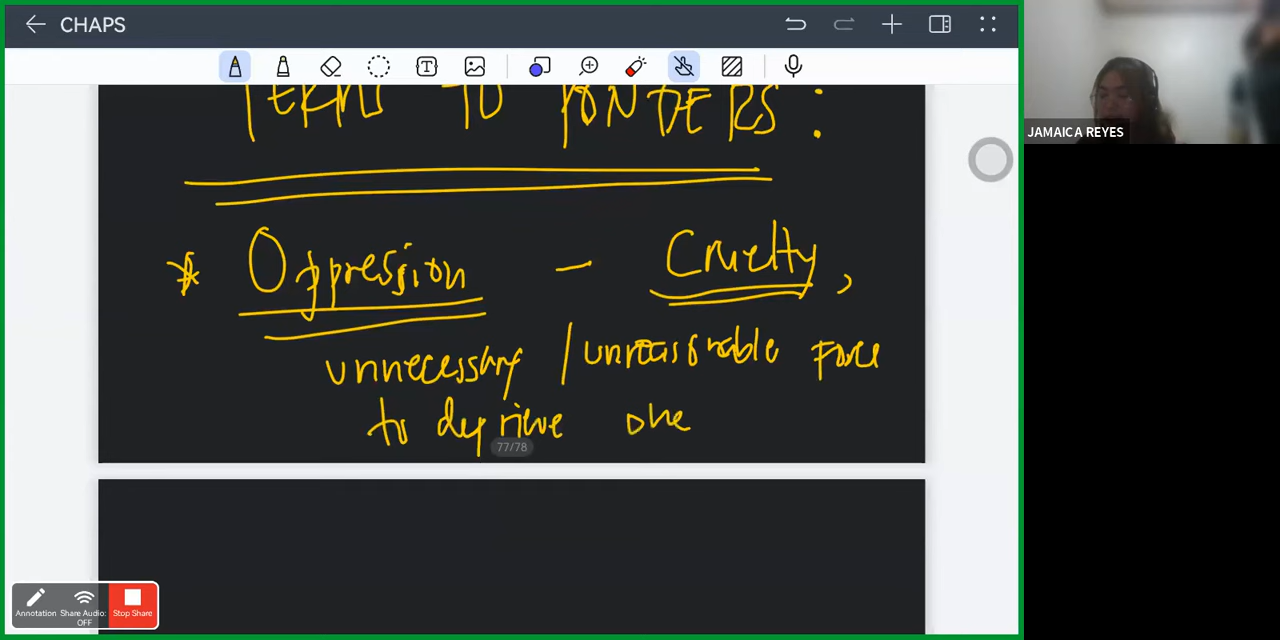 CHAPS
TERMS TO PONDERS:
JAMAICA REYES
* Oppression - Cruelty,
unnecessary / unreasonable Force
to deprieve one
77/78
Annotation
Share Audio: OFF
Stop Share